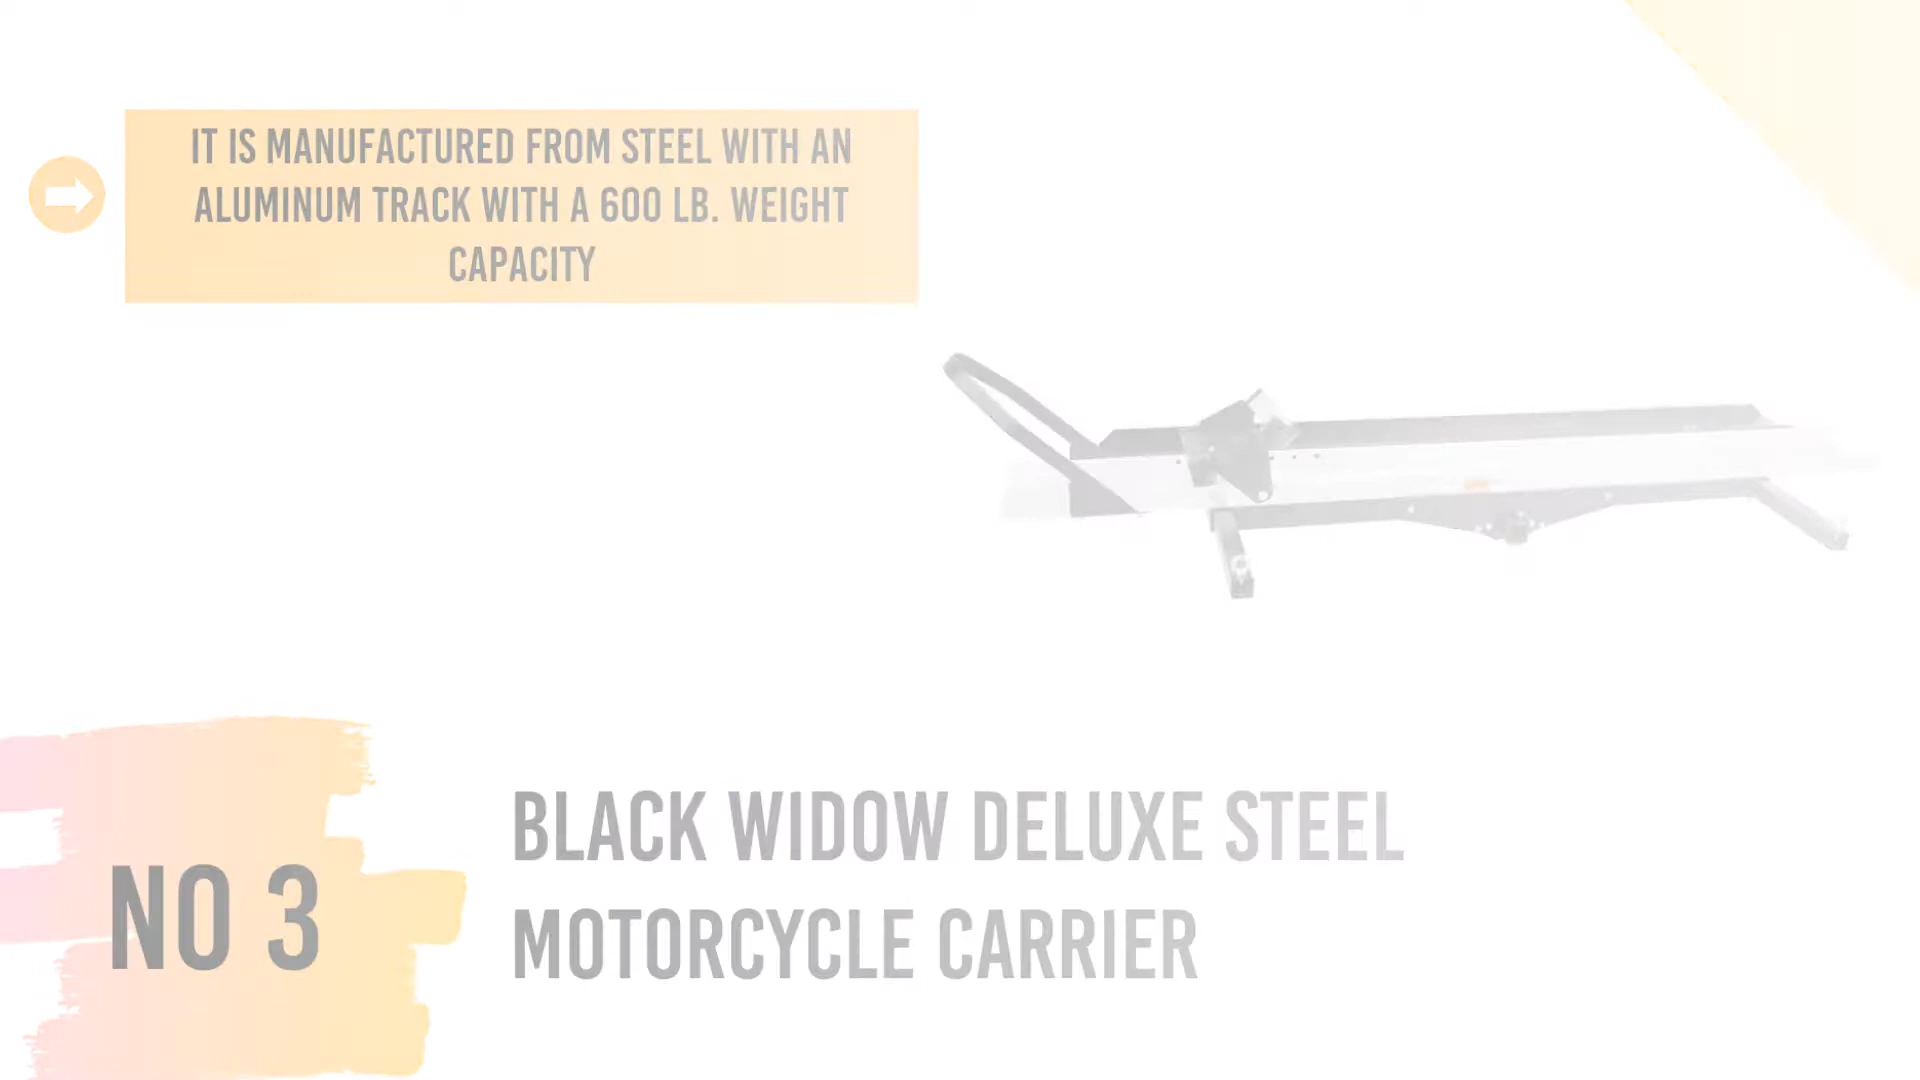 IT IS MANUFACTURED FROM STEEL WITH AN
ALUMINUM TRACK WITH A 600 LB. WEIGHT
CAPACITY
NO 3
BLACK WIDOW DELUXE STEEL
MOTORCYCLE CARRIER